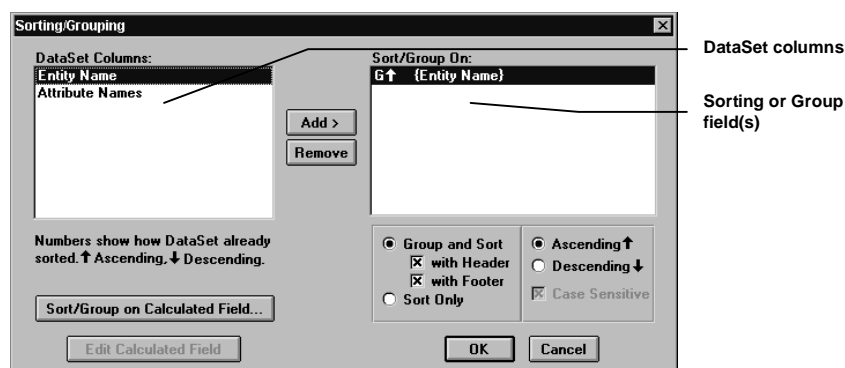 Sorting/Grouping
DataSet Columns:
Entity Name
Attribute Names
Add >
Remove
Sort/Group On:
G↑ {Entity Name}
DataSet columns
Sorting or Group
field(s)
Numbers show how DataSet already
sorted.↑ Ascending,↓ Descending.
Sort/Group on Calculated Field...
Edit Calculated Field
Group and Sort
with Header
with Footer
Sort Only
Ascending↑
Descending↓
Case Sensitive
OK
Cancel